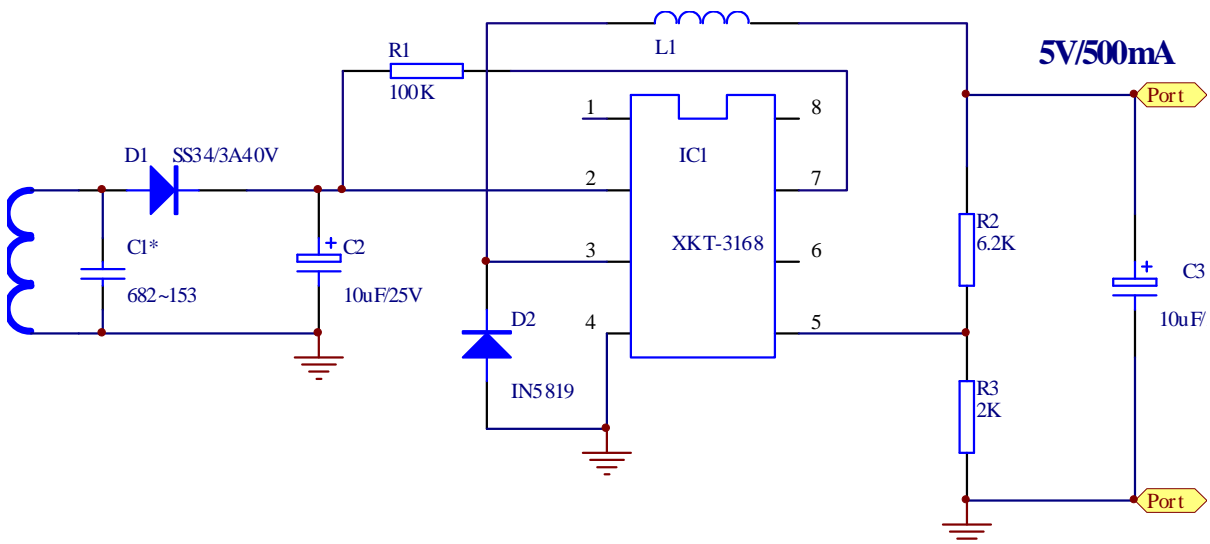 R1
100K
L1
5V/500mA
Port
1
8
IC1
D1
SS34/3A40V
2
7
R2
6.2K
C1*
682~153
C2
10uF/25V
3
XKT-3168
6
C3
10uF/
4
D2
5
IN5819
R3
2K
Port